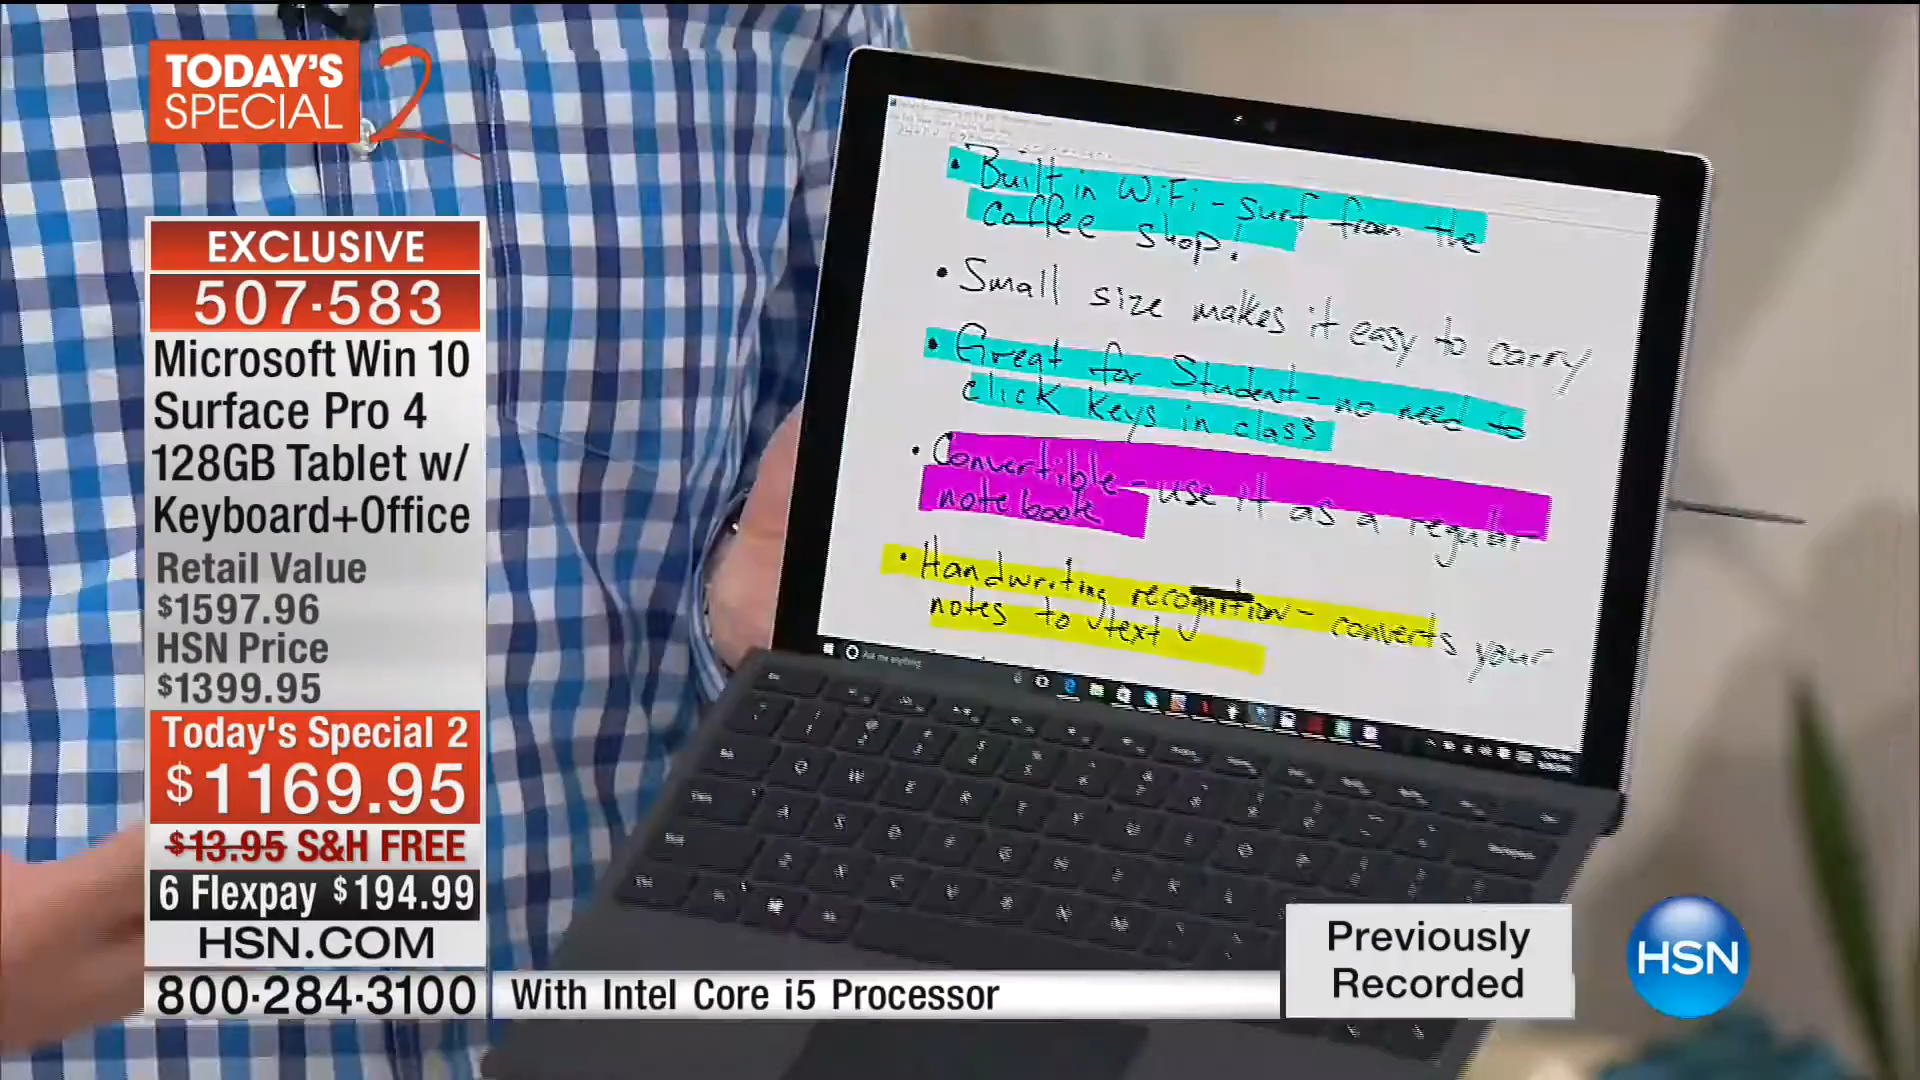 TODAY'S
SPECIAL 2
EXCLUSIVE
507·583
Microsoft Win 10
Surface Pro 4
128GB Tablet w/
Keyboard+Office
Retail Value
$1597.96
HSN Price
$1399.95
Today's Special 2
$1169.95
$13.95 S&H FREE
6 Flexpay $194.99
HSN.COM
800·284·3100
With Intel Core i5 Processor
Previously
Recorded
HSN
• Built in WiFi - surf from the
coffee shop!
• Small size makes it easy to carry
• Great for Student - no need to
click keys in class
• Convertible - use it as a regular
notebook
• Handwriting recognition - converts your
notes to text
Ask me anything